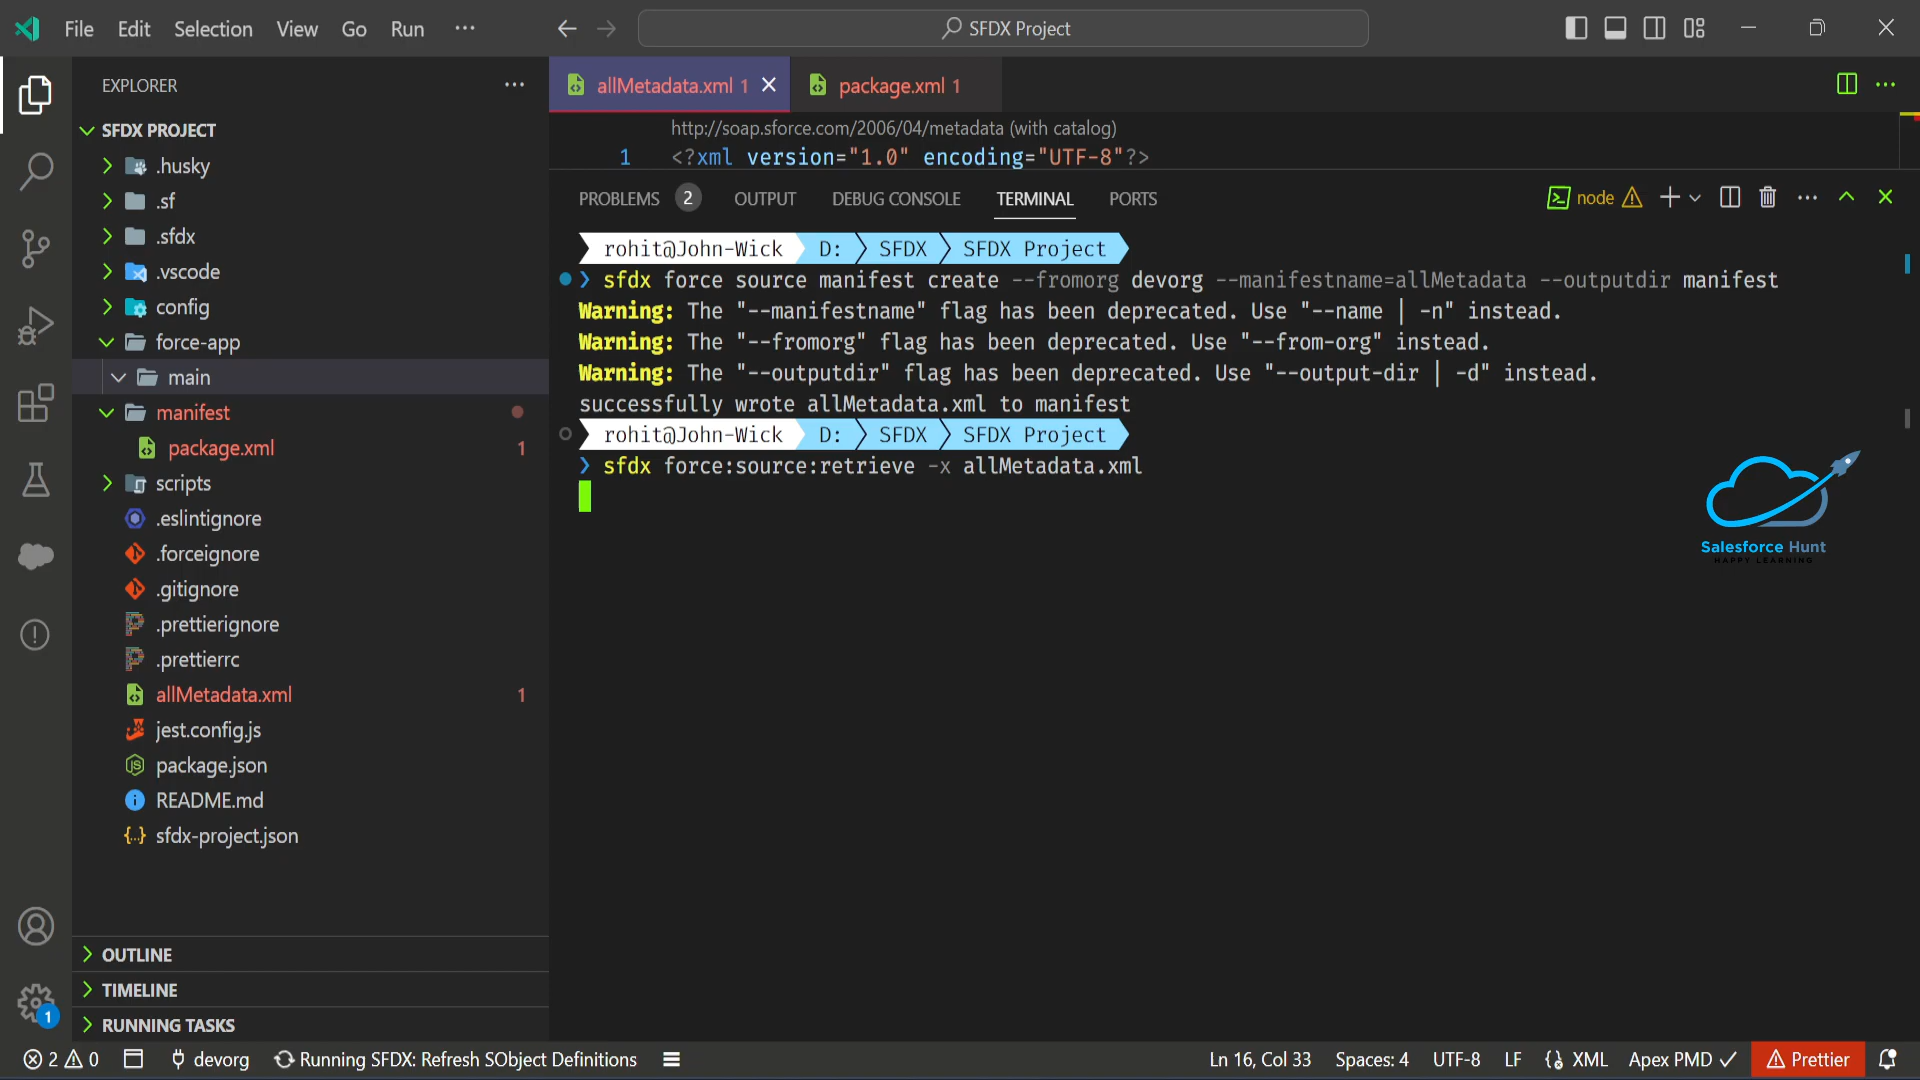 File Edit Selection View Go Run ···
SFDX Project
EXPLORER
SFDX PROJECT
.husky
.sf
.sfdx
.vscode
config
force-app
main
manifest
package.xml 1
scripts
.eslintignore
.forceignore
.gitignore
.prettierignore
.prettierrc
allMetadata.xml 1
jest.config.js
package.json
README.md
sfdx-project.json
OUTLINE
TIMELINE
RUNNING TASKS
1
allMetadata.xml 1
package.xml 1
http://soap.sforce.com/2006/04/metadata (with catalog)
1 <?xml version="1.0" encoding="UTF-8"?>
PROBLEMS 2 OUTPUT DEBUG CONSOLE TERMINAL PORTS
node
rohit@John-Wick D: SFDX SFDX Project
❯ sfdx force source manifest create --fromorg devorg --manifestname=allMetadata --outputdir manifest
Warning: The "--manifestname" flag has been deprecated. Use "--name | -n" instead.
Warning: The "--fromorg" flag has been deprecated. Use "--from-org" instead.
Warning: The "--outputdir" flag has been deprecated. Use "--output-dir | -d" instead.
successfully wrote allMetadata.xml to manifest
rohit@John-Wick D: SFDX SFDX Project
❯ sfdx force:source:retrieve -x allMetadata.xml
Salesforce Hunt
HAPPY LEARNING
2 0 devorg Running SFDX: Refresh SObject Definitions
Ln 16, Col 33 Spaces: 4 UTF-8 LF XML Apex PMD Prettier